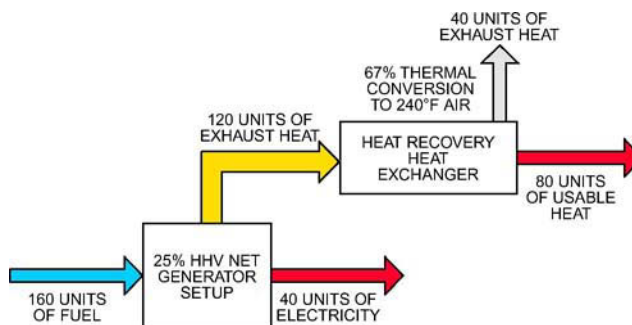 40 UNITS OF
EXHAUST HEAT
67% THERMAL
CONVERSION
TO 240°F AIR
120 UNITS OF
EXHAUST HEAT
HEAT RECOVERY
HEAT
EXCHANGER
80 UNITS
OF USABLE
HEAT
25% HHV NET
GENERATOR
SETUP
160 UNITS
OF FUEL
40 UNITS OF
ELECTRICITY